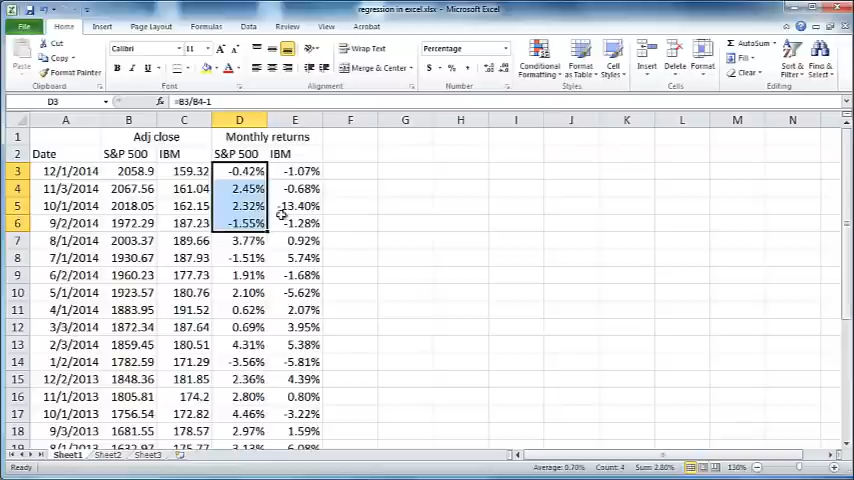 regression in excel.xlsx - Microsoft Excel
File Home Insert Page Layout Formulas Data Review View Acrobat
Cut
Copy
Format Painter
Paste
Clipboard
Calibri 11
B I U
Font
Wrap Text
Merge & Center
Alignment
Percentage
$ % ,
Number
Conditional Formatting
Format as Table
Cell Styles
Styles
Insert Delete Format
Cells
AutoSum
Fill
Clear
Sort & Filter
Find & Select
Editing
D3 fx =B3/B4-1
A B C D E F G H I J K L M N
1 Adj close Monthly returns
2 Date S&P 500 IBM S&P 500 IBM
3 12/1/2014 2058.9 159.32 -0.42% -1.07%
4 11/3/2014 2067.56 161.04 2.45% -0.68%
5 10/1/2014 2018.05 162.15 2.32% -13.40%
6 9/2/2014 1972.29 187.23 -1.55% -1.28%
7 8/1/2014 2003.37 189.66 3.77% 0.92%
8 7/1/2014 1930.67 187.93 -1.51% 5.74%
9 6/2/2014 1960.23 177.73 1.91% -1.68%
10 5/1/2014 1923.57 180.76 2.10% -5.62%
11 4/1/2014 1883.95 191.52 0.62% 2.07%
12 3/3/2014 1872.34 187.64 0.69% 3.95%
13 2/3/2014 1859.45 180.51 4.31% 5.38%
14 1/2/2014 1782.59 171.29 -3.56% -5.81%
15 12/2/2013 1848.36 181.85 2.36% 4.39%
16 11/1/2013 1805.81 174.2 2.80% 0.80%
17 10/1/2013 1756.54 172.82 4.46% -3.22%
18 9/3/2013 1681.55 178.57 2.97% 1.59%
19 8/1/2013 1632.97 175.77 -3.13% -6.08%
Sheet1 Sheet2 Sheet3
Ready Average: 0.70% Count: 4 Sum: 2.80% 130%